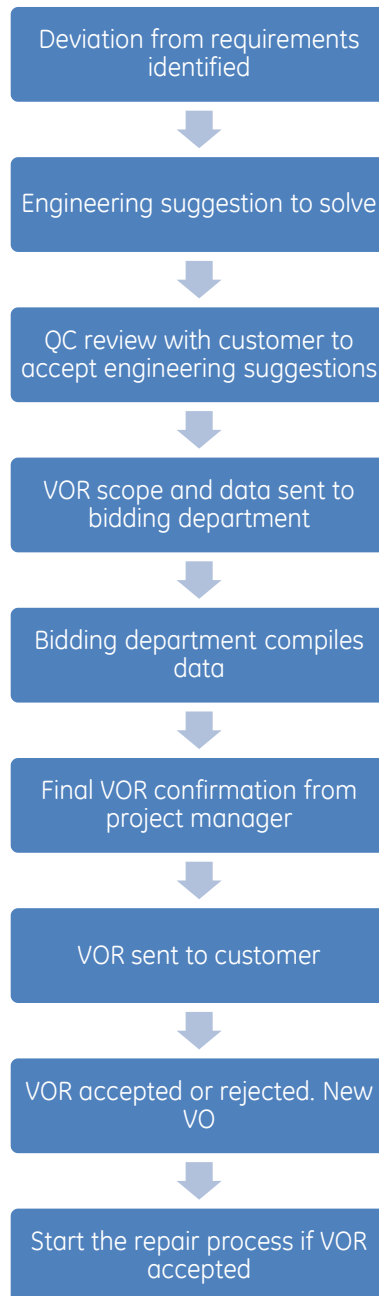 Deviation from requirements
identified
Engineering suggestion to solve
QC review with customer to
accept engineering suggestions
VOR scope and data sent to
bidding department
Bidding department compiles
data
Final VOR confirmation from
project manager
VOR sent to customer
VOR accepted or rejected. New
VO
Start the repair process if VOR
accepted